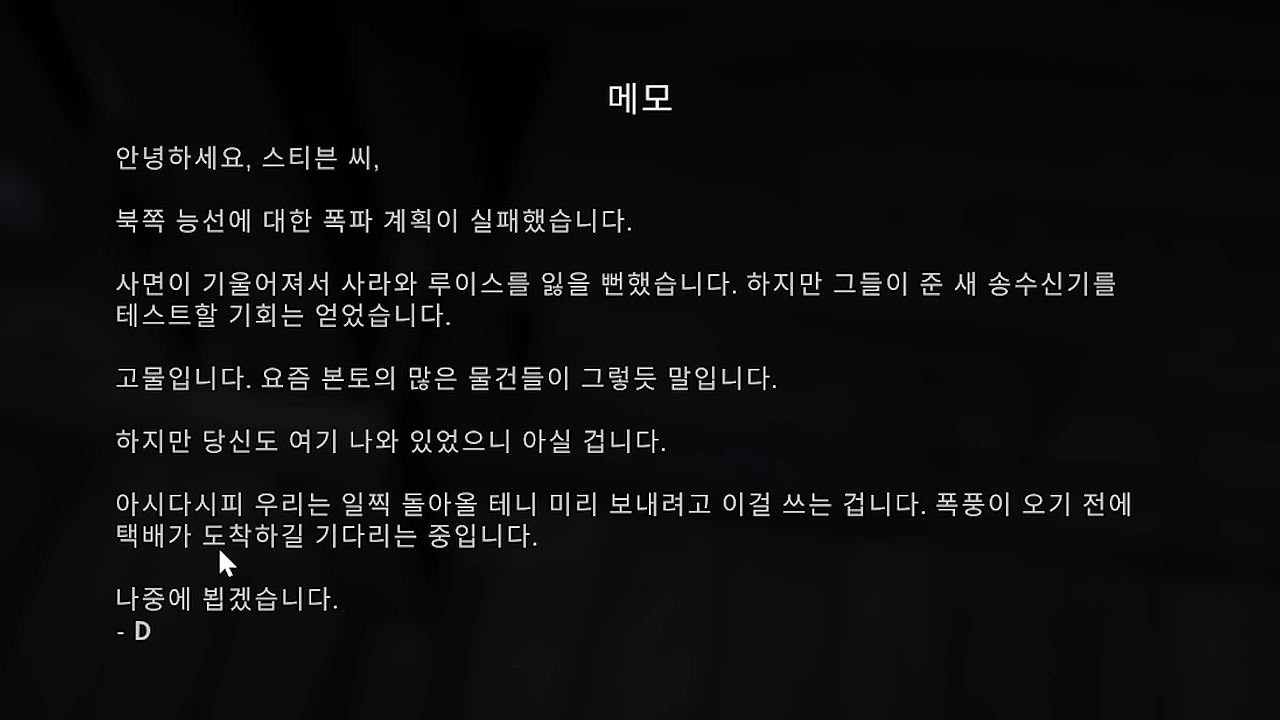 메모
안녕하세요, 스티븐 씨,
북쪽 능선에 대한 폭파 계획이 실패했습니다.
사면이 기울어져서 사라와 루이스를 잃을 뻔했습니다. 하지만 그들이 준 새 송수신기를
테스트할 기회는 얻었습니다.
고물입니다. 요즘 본토의 많은 물건들이 그렇듯 말입니다.
하지만 당신도 여기 나와 있었으니 아실 겁니다.
아시다시피 우리는 일찍 돌아올 테니 미리 보내려고 이걸 쓰는 겁니다. 폭풍이 오기 전에
택배가 도착하길 기다리는 중입니다.
나중에 뵙겠습니다.
- D